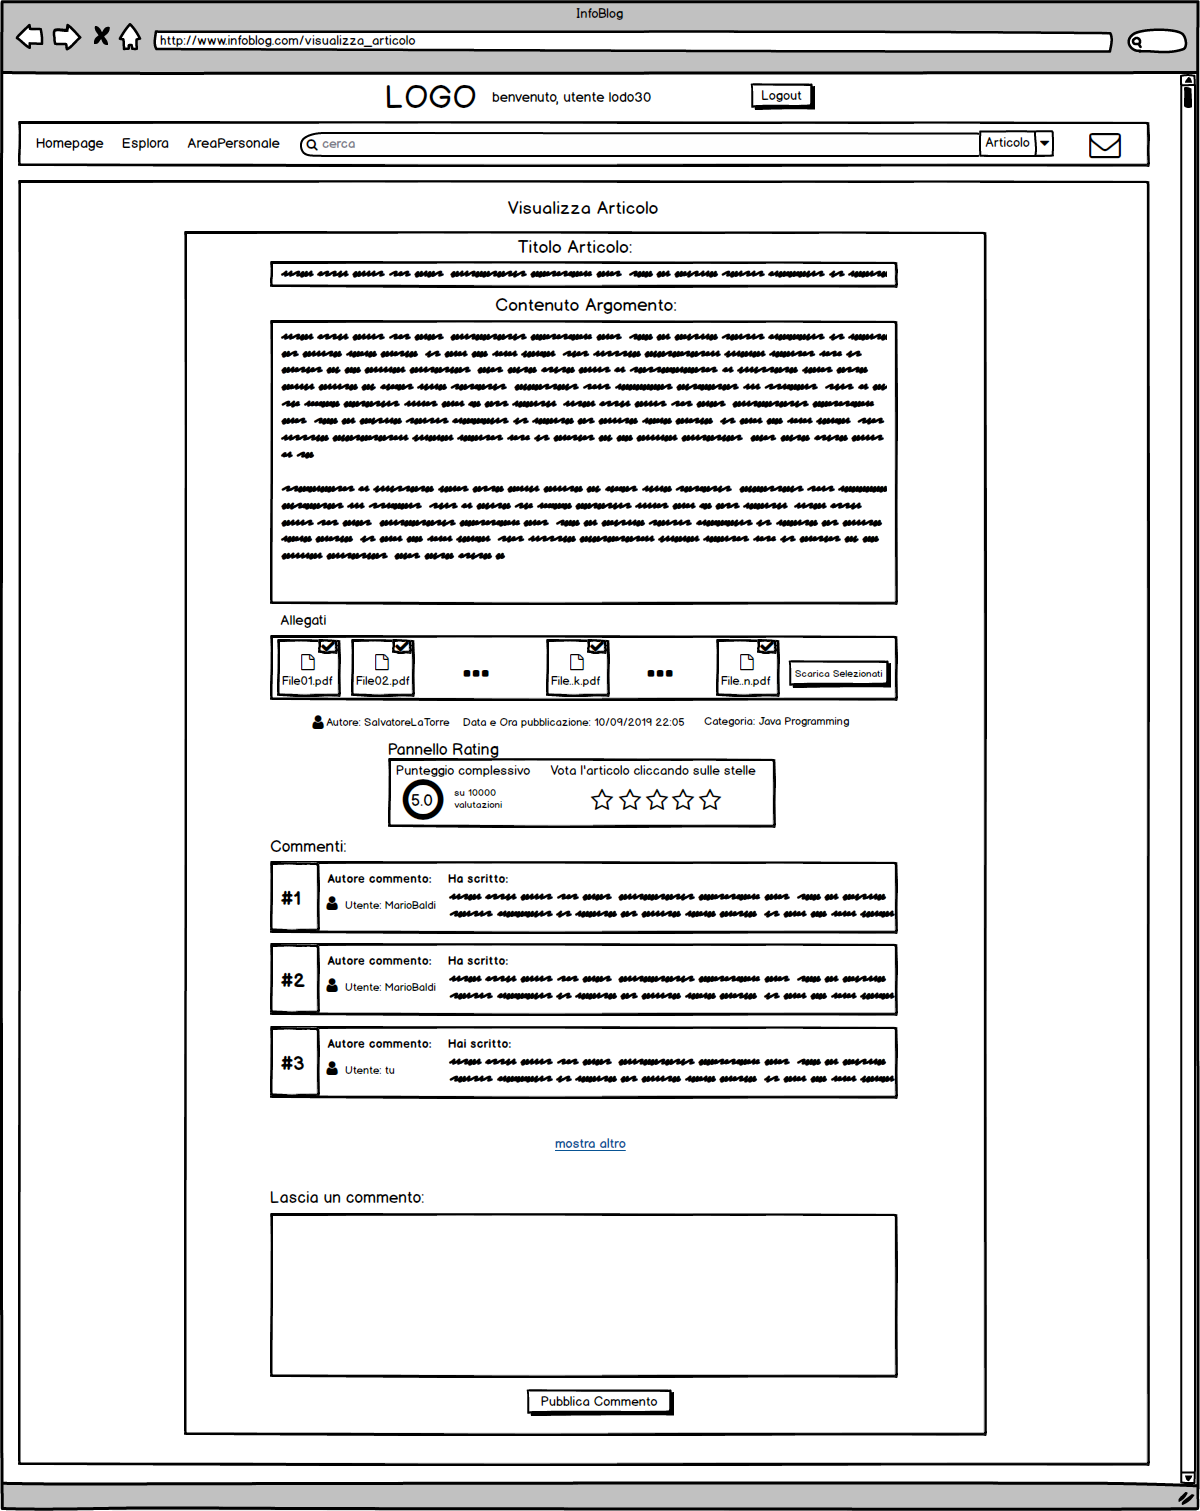 InfoBlog
http://www.infoblog.com/visualizza_articolo
LOGO benvenuto, utente lodo30 Logout
Homepage Esplora AreaPersonale cerca Articolo
Visualizza Articolo
Titolo Articolo:
Contenuto Argomento:
Allegati
File01.pdf File02.pdf ... File..k.pdf ... File..n.pdf Scarica Selezionati
Autore: SalvatoreLaTorre Data e Ora pubblicazione: 10/09/2019 22:05 Categoria: Java Programming
Pannello Rating
Punteggio complessivo Vota l'articolo cliccando sulle stelle
5.0 su 10000
valutazioni
Commenti:
#1 Autore commento: Ha scritto:
Utente: MarioBaldi
#2 Autore commento: Ha scritto:
Utente: MarioBaldi
#3 Autore commento: Hai scritto:
Utente: tu
mostra altro
Lascia un commento:
Pubblica Commento